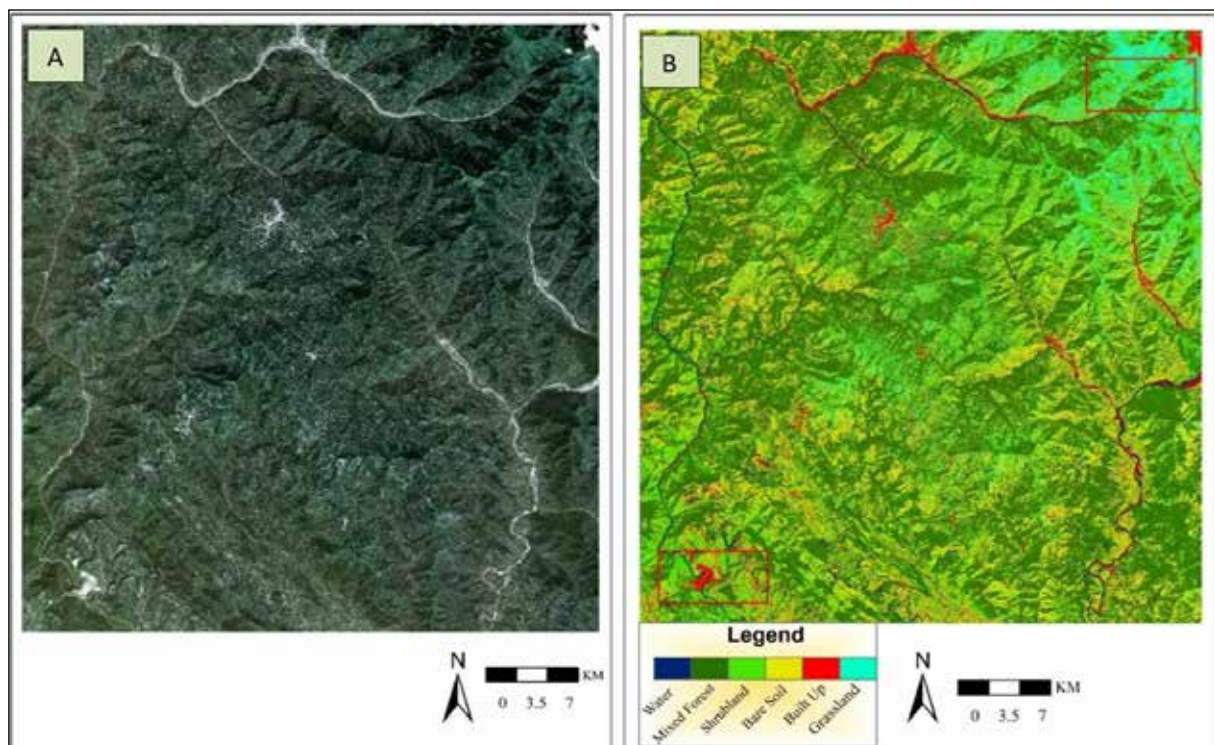 A
B
N
KM
0 3.5 7
Legend
Water
Mixed Forest
Shrubland
Bare Soil
Built Up
Grassland
N
KM
0 3.5 7